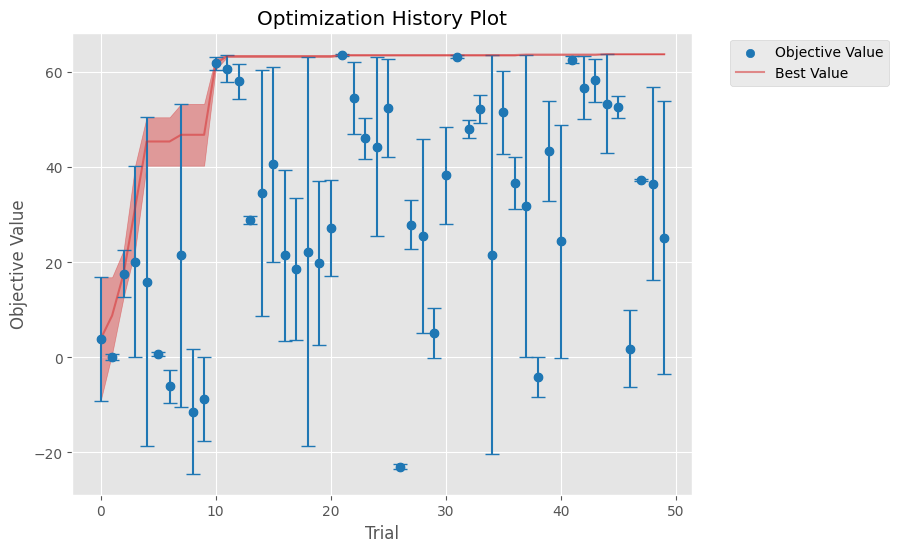 Optimization History Plot
Objective Value
Best Value
Objective Value
60
40
20
0
−20
0 10 20 30 40 50
Trial